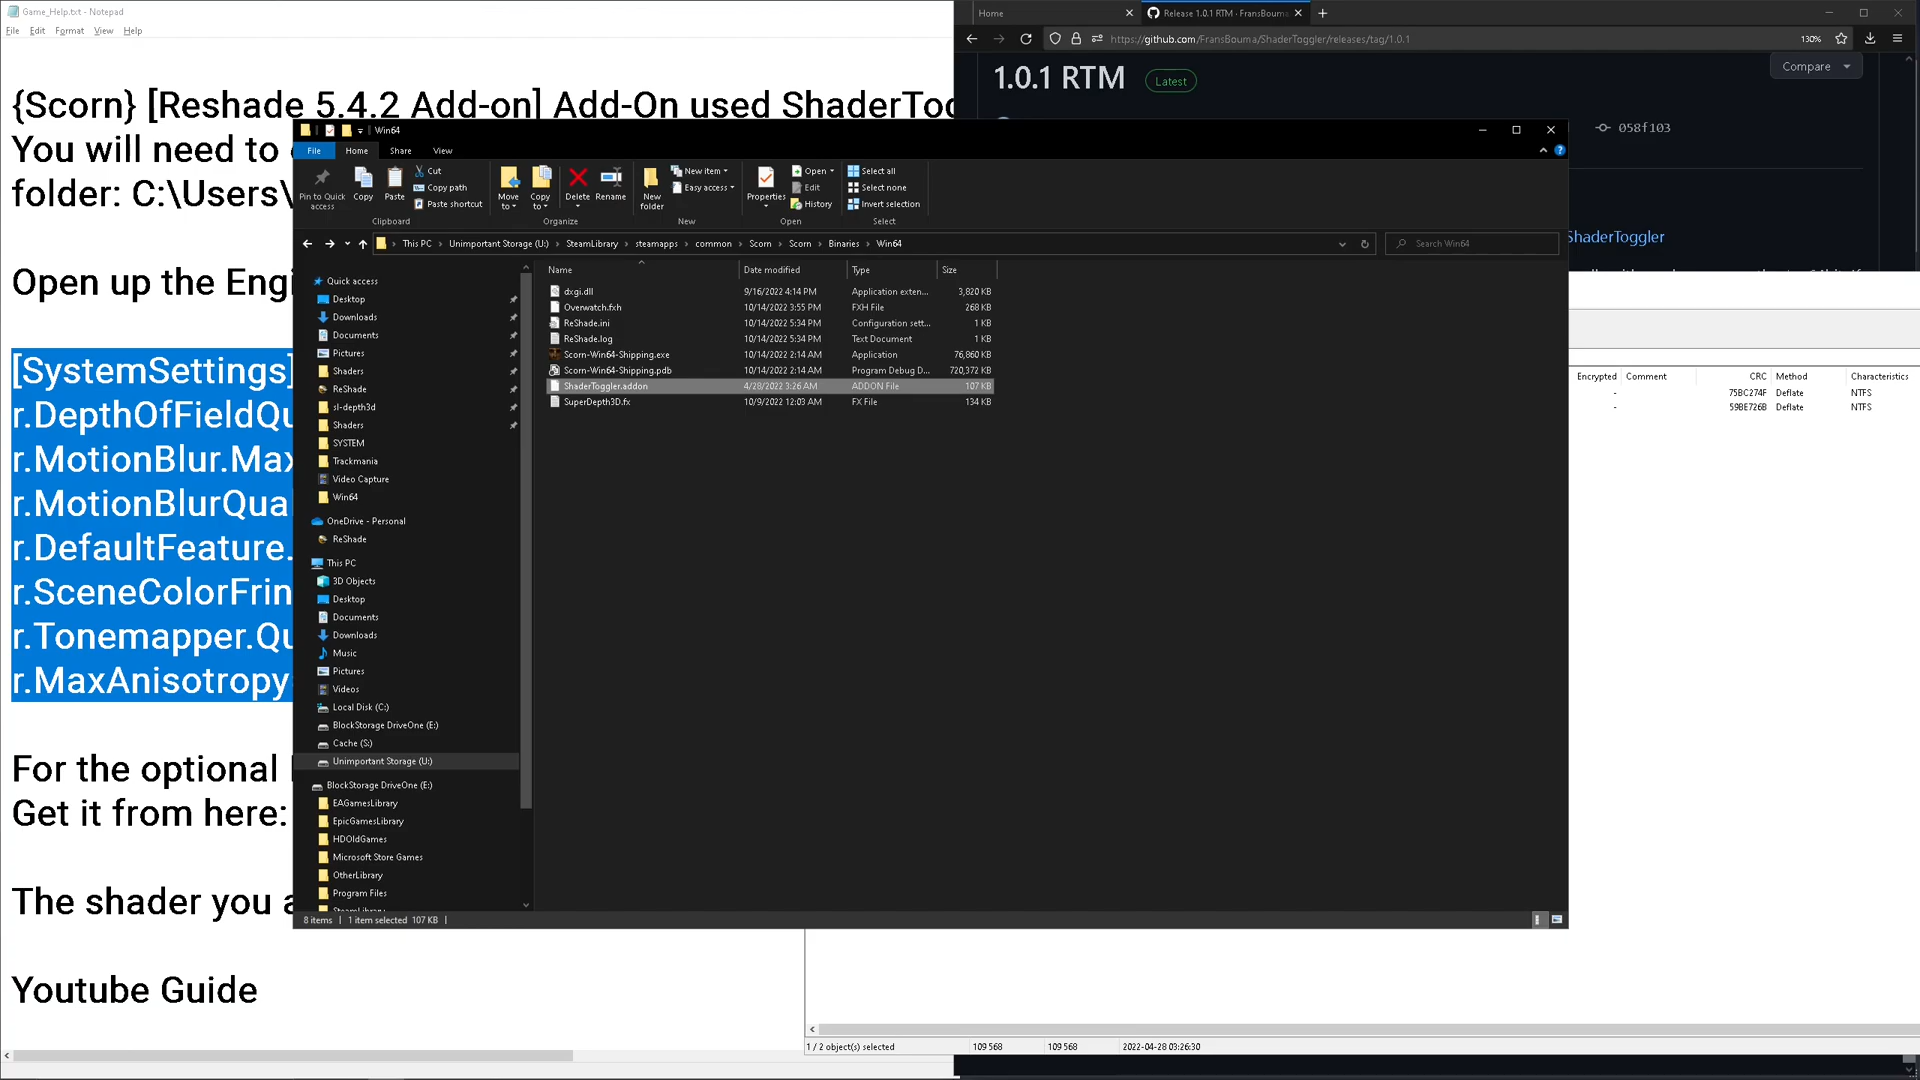 Game_Help.txt - Notepad
File Edit Format View Help
{Scorn} [Reshade 5.4.2 Add-on] Add-On used ShaderTo
You will need to
folder: C:\Users\
Open up the Engi
[SystemSettings]
r.DepthOfFieldQu
r.MotionBlur.Max
r.MotionBlurQua
r.DefaultFeature.
r.SceneColorFrin
r.Tonemapper.Qu
r.MaxAnisotropy
For the optional
Get it from here:
The shader you a
Youtube Guide
Home
Release 1.0.1 RTM · FransBouma
https://github.com/FransBouma/ShaderToggler/releases/tag/1.0.1
130%
1.0.1 RTM Latest
Compare
058f103
ShaderToggler
Win64
File Home Share View
Pin to Quick access
Copy
Paste
Cut
Copy path
Paste shortcut
Clipboard
Move to
Copy to
Delete
Rename
Organize
New folder
New item
Easy access
New
Properties
Open
Edit
History
Open
Select all
Select none
Invert selection
Select
This PC › Unimportant Storage (U:) › SteamLibrary › steamapps › common › Scorn › Scorn › Binaries › Win64
Search Win64
Quick access
Desktop
Downloads
Documents
Pictures
Shaders
ReShade
sl-depth3d
Shaders
SYSTEM
Trackmania
Video Capture
Win64
OneDrive - Personal
ReShade
This PC
3D Objects
Desktop
Documents
Downloads
Music
Pictures
Videos
Local Disk (C:)
BlockStorage DriveOne (E:)
Cache (S:)
Unimportant Storage (U:)
BlockStorage DriveOne (E:)
EAGamesLibrary
EpicGamesLibrary
HDOldGames
Microsoft Store Games
OtherLibrary
Program Files
SteamLibrary
Name Date modified Type Size
dxgi.dll 9/16/2022 4:14 PM Application exten... 3,820 KB
Overwatch.fxh 10/14/2022 3:55 PM FXH File 268 KB
ReShade.ini 10/14/2022 5:34 PM Configuration sett... 1 KB
ReShade.log 10/14/2022 5:34 PM Text Document 1 KB
Scorn-Win64-Shipping.exe 10/14/2022 2:14 AM Application 76,860 KB
Scorn-Win64-Shipping.pdb 10/14/2022 2:14 AM Program Debug D... 720,372 KB
ShaderToggler.addon 4/28/2022 3:26 AM ADDON File 107 KB
SuperDepth3D.fx 10/9/2022 12:03 AM FX File 134 KB
8 items 1 item selected 107 KB
Encrypted Comment CRC Method Characteristics
- 75BC274F Deflate NTFS
- 59BE726B Deflate NTFS
1 / 2 object(s) selected 109 568 109 568 2022-04-28 03:26:30